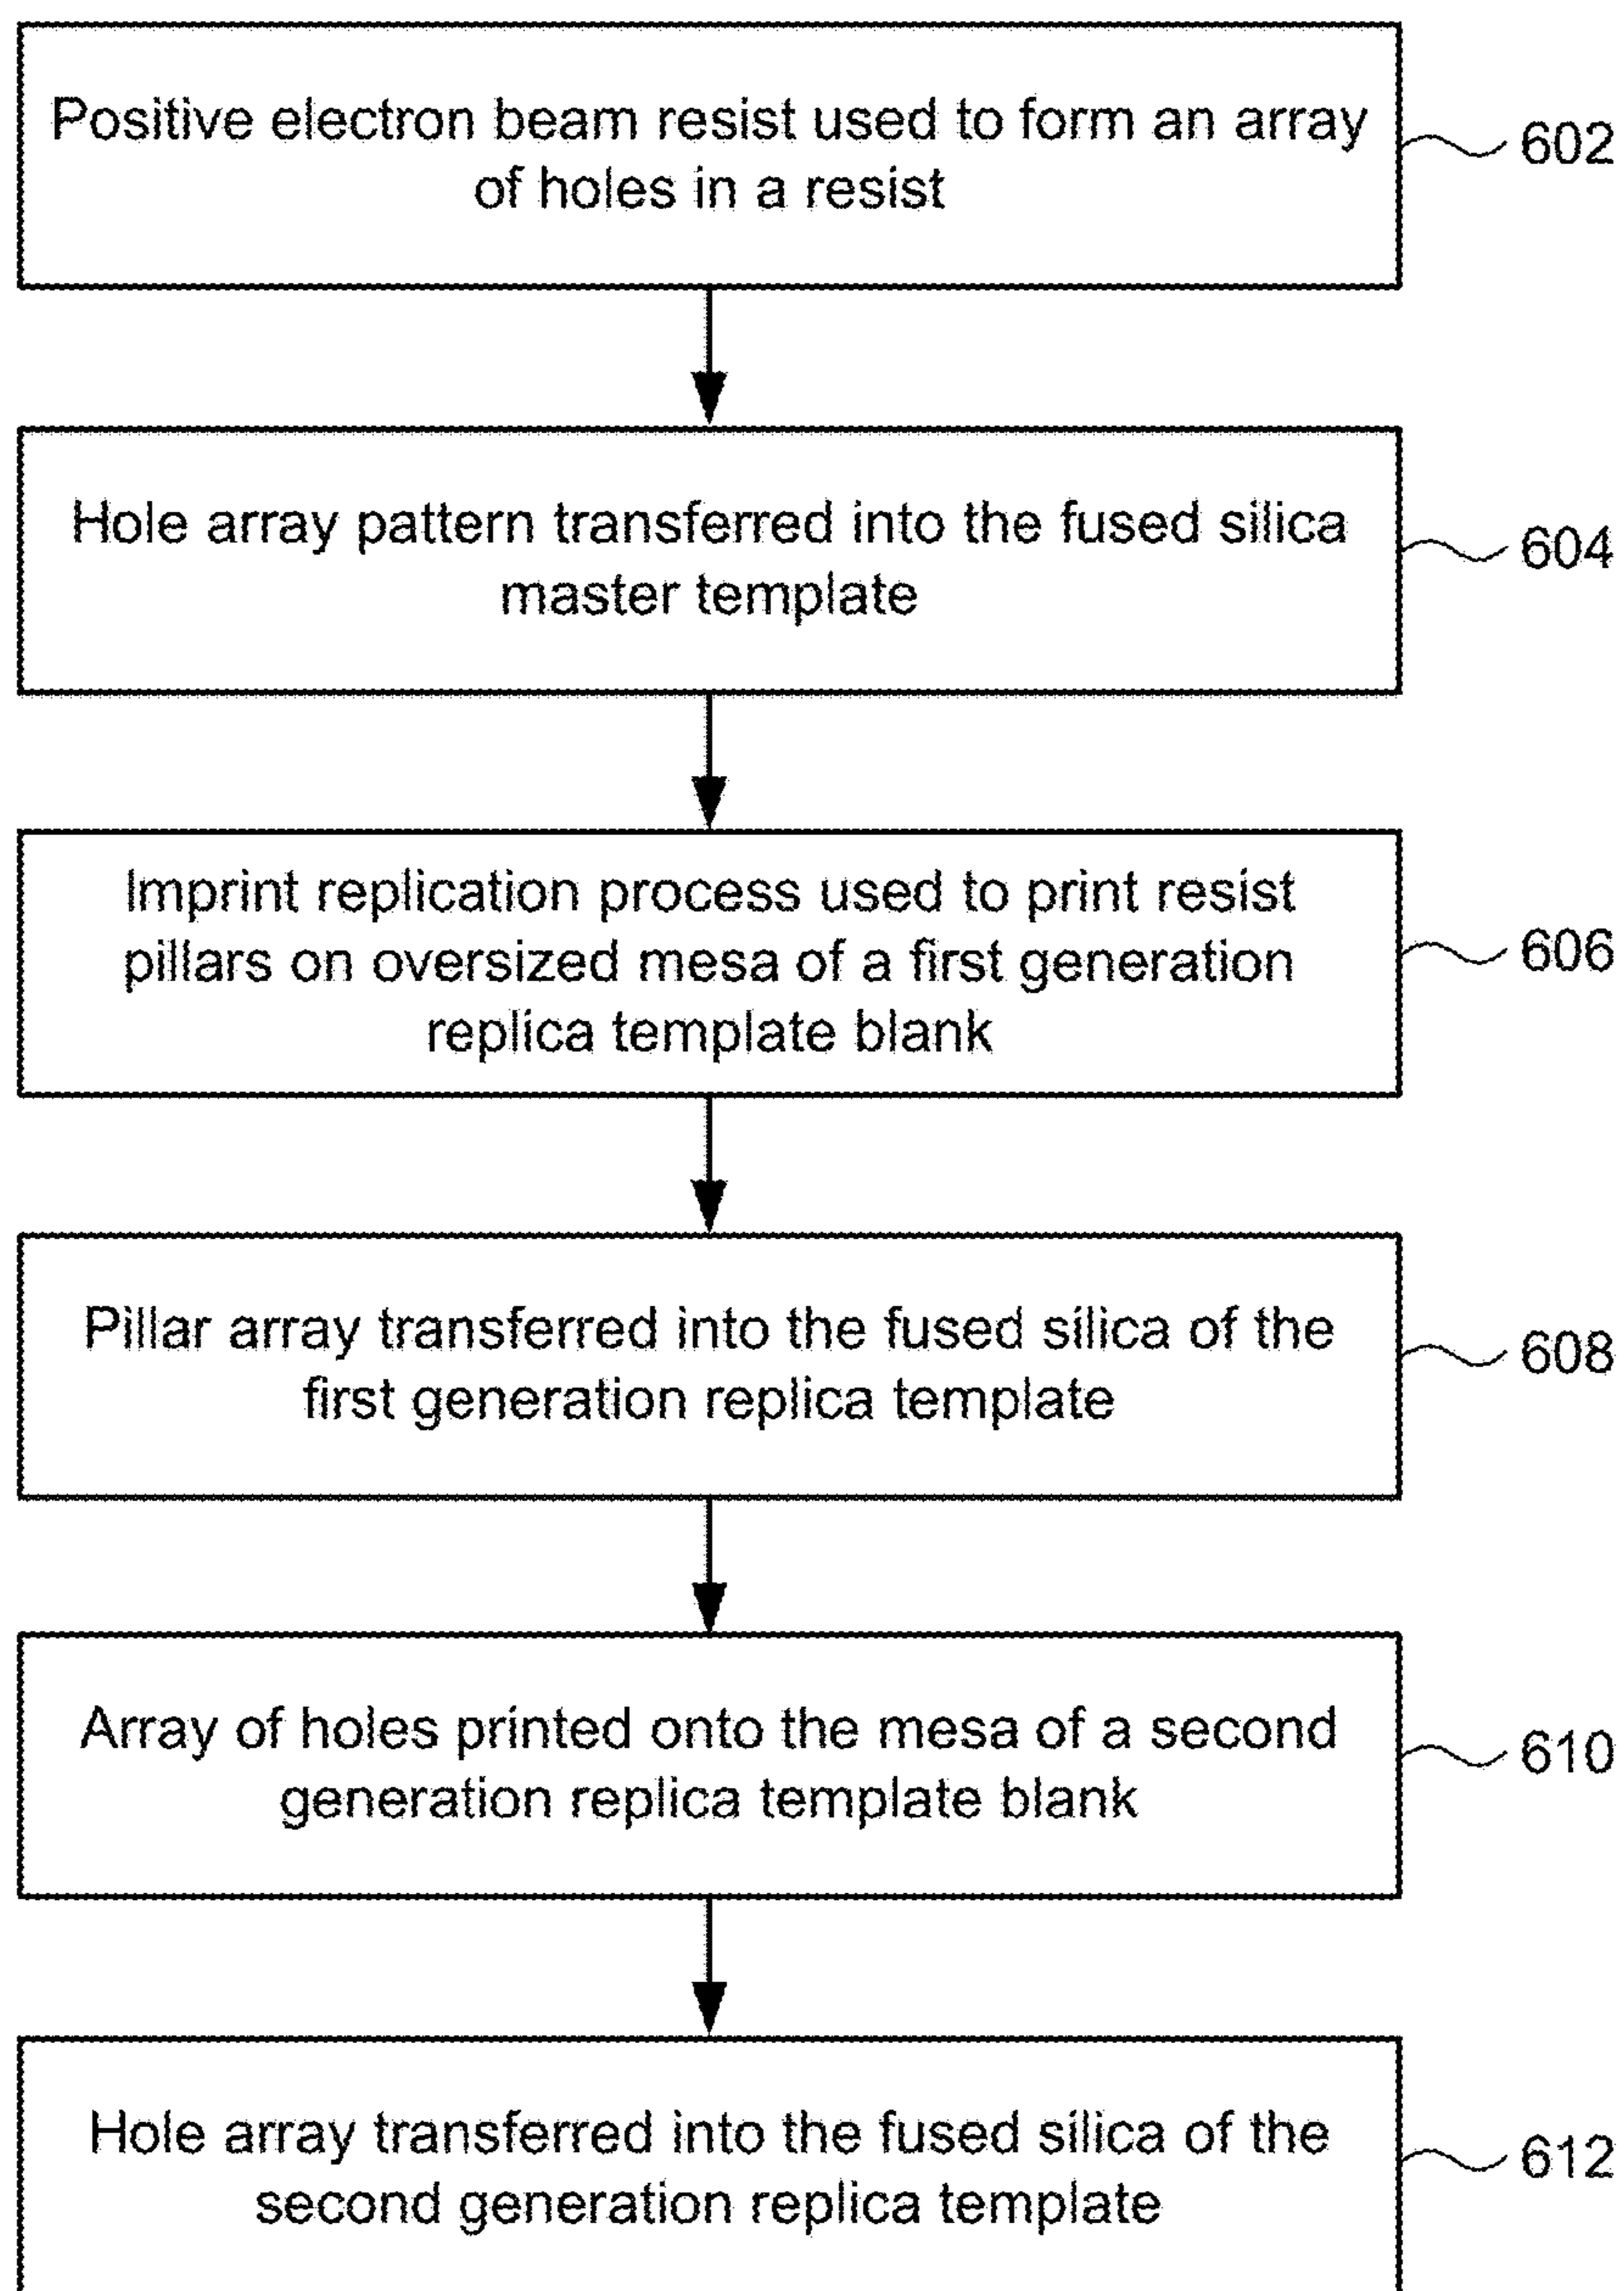 Positive electron beam resist used to form an array
of holes in a resist
602
Hole array pattern transferred into the fused silica
master template
604
Imprint replication process used to print resist
pillars on oversized mesa of a first generation
replica template blank
606
Pillar array transferred into the fused silica of the
first generation replica template
608
Array of holes printed onto the mesa of a second
generation replica template blank
610
Hole array transferred into the fused silica of the
second generation replica template
612